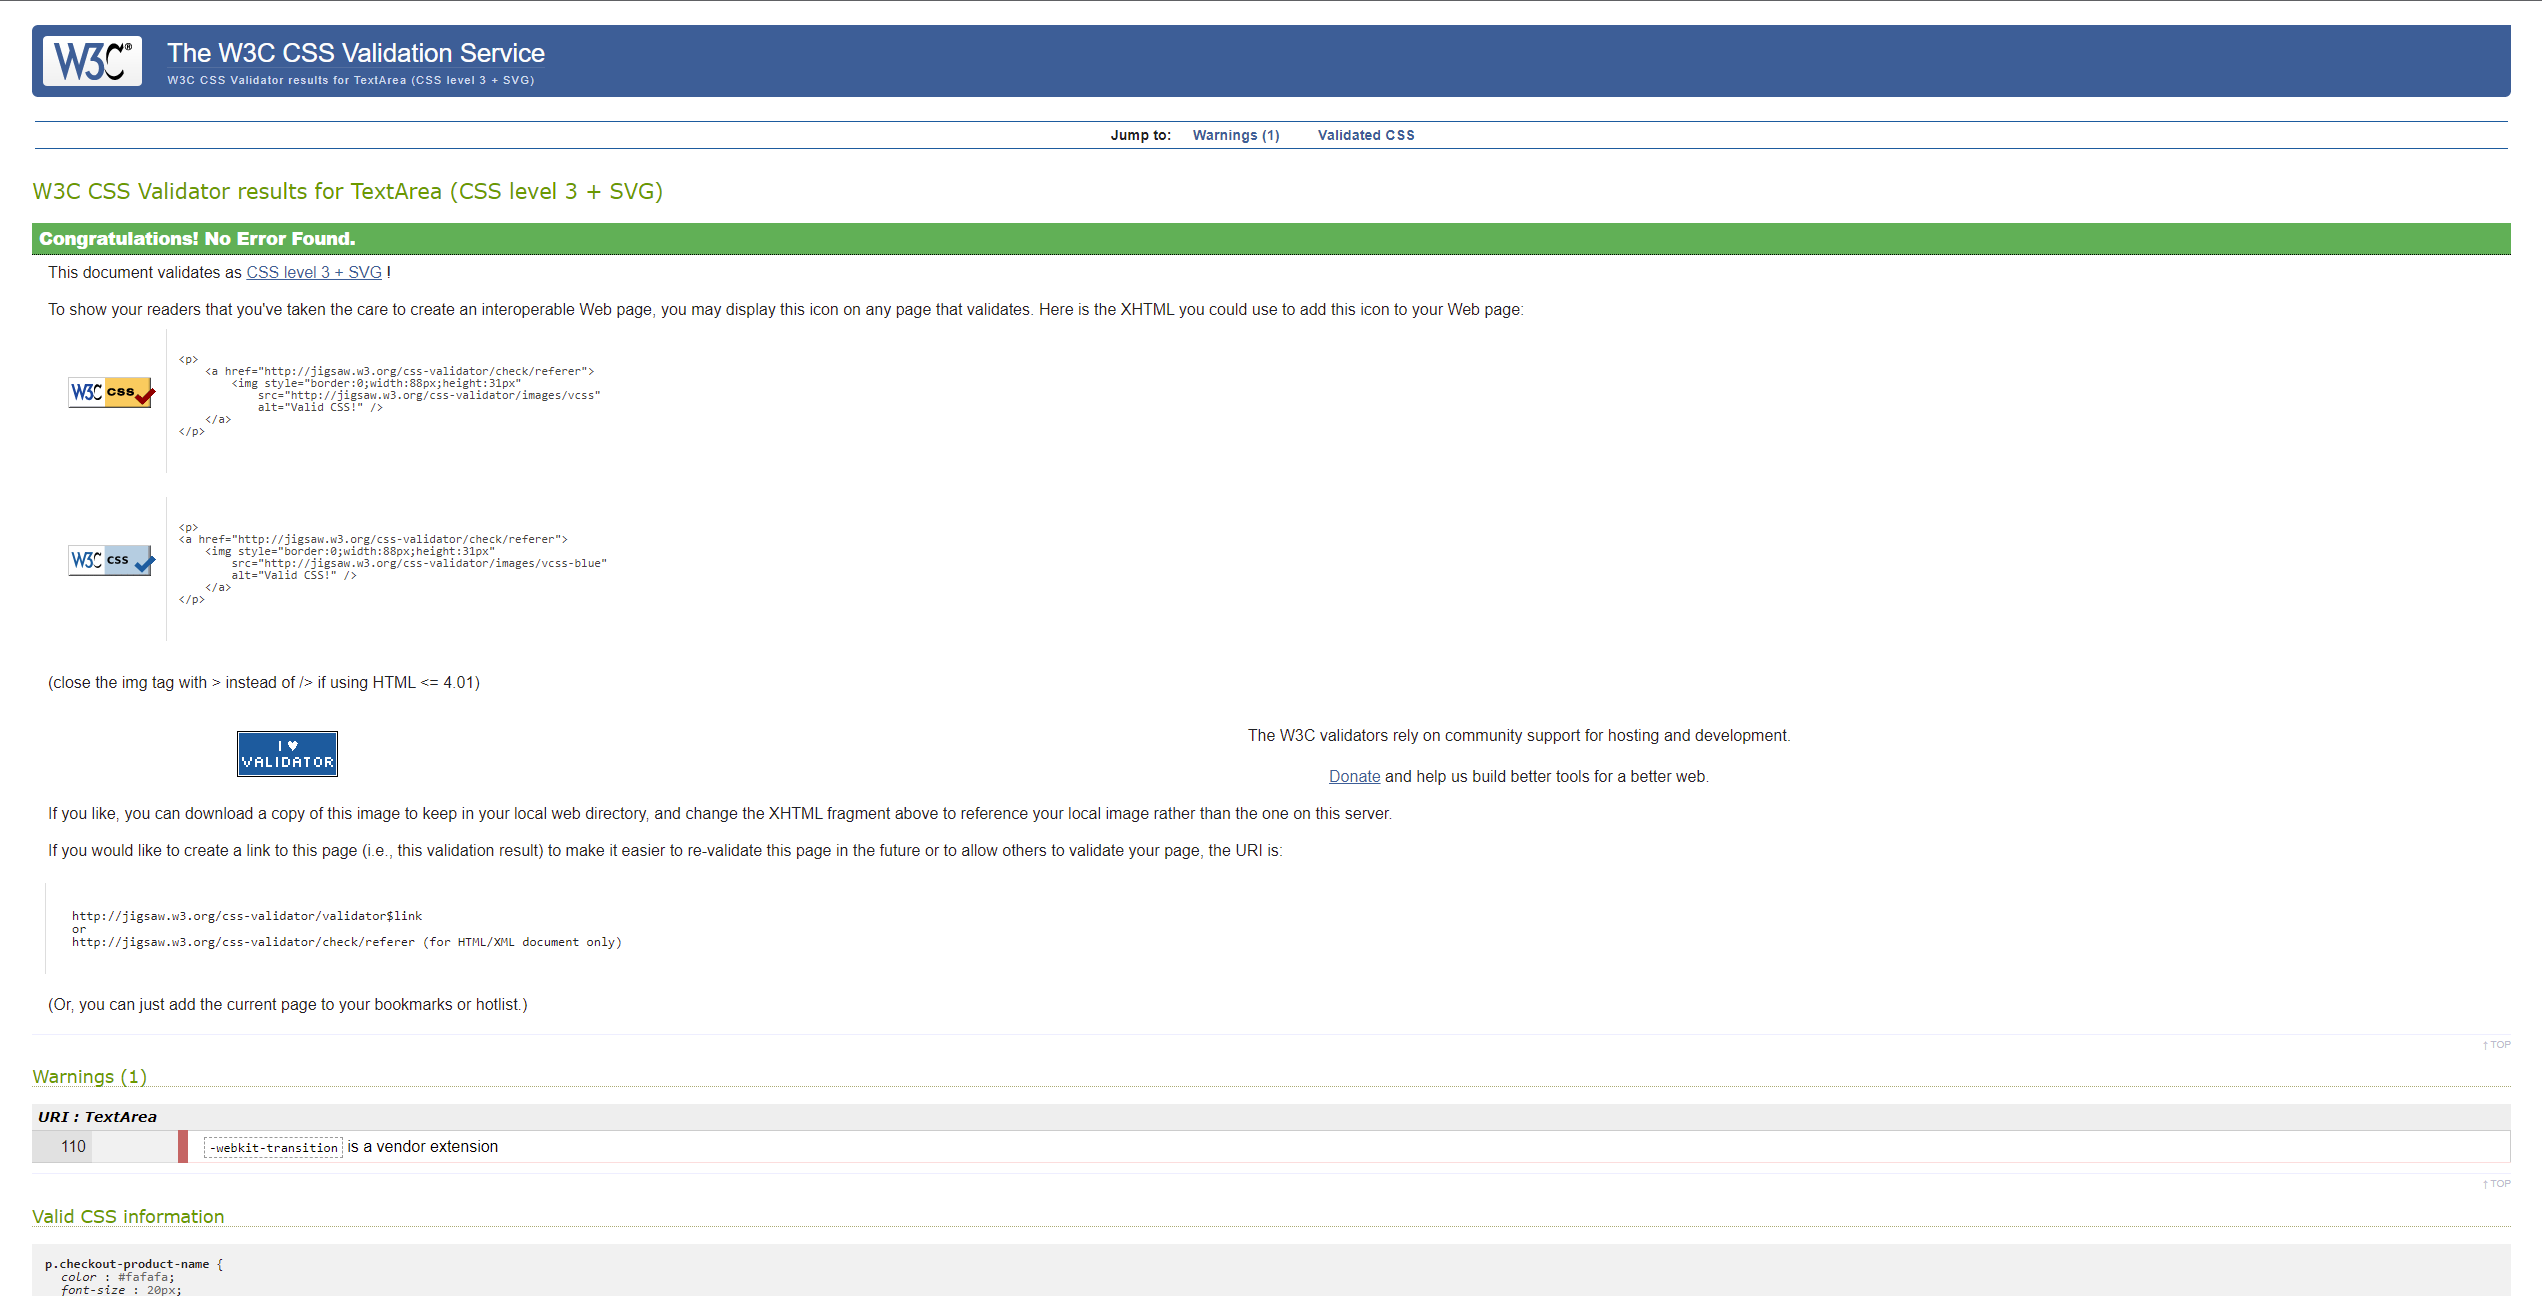 W3C®
The W3C CSS Validation Service
W3C CSS Validator results for TextArea (CSS level 3 + SVG)
Jump to: Warnings (1) Validated CSS
W3C CSS Validator results for TextArea (CSS level 3 + SVG)
Congratulations! No Error Found.
This document validates as CSS level 3 + SVG !
To show your readers that you've taken the care to create an interoperable Web page, you may display this icon on any page that validates. Here is the XHTML you could use to add this icon to your Web page:
W3C css
<p>
<a href="http://jigsaw.w3.org/css-validator/check/referer">
<img style="border:0;width:88px;height:31px"
src="http://jigsaw.w3.org/css-validator/images/vcss"
alt="Valid CSS!" />
</a>
</p>
W3C css
<p>
<a href="http://jigsaw.w3.org/css-validator/check/referer">
<img style="border:0;width:88px;height:31px"
src="http://jigsaw.w3.org/css-validator/images/vcss-blue"
alt="Valid CSS!" />
</a>
</p>
(close the img tag with > instead of /> if using HTML <= 4.01)
I ♥
VALIDATOR
The W3C validators rely on community support for hosting and development.
Donate and help us build better tools for a better web.
If you like, you can download a copy of this image to keep in your local web directory, and change the XHTML fragment above to reference your local image rather than the one on this server.
If you would like to create a link to this page (i.e., this validation result) to make it easier to re-validate this page in the future or to allow others to validate your page, the URI is:
http://jigsaw.w3.org/css-validator/validator$link
or
http://jigsaw.w3.org/css-validator/check/referer (for HTML/XML document only)
(Or, you can just add the current page to your bookmarks or hotlist.)
↑ TOP
Warnings (1)
URI : TextArea
110 -webkit-transition is a vendor extension
↑ TOP
Valid CSS information
p.checkout-product-name {
color : #fafafa;
font-size : 20px;